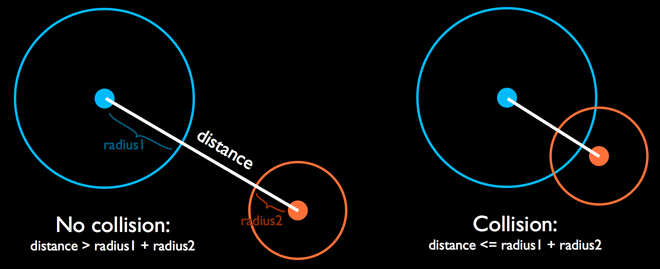 radius1
distance
radius2
No collision:
distance > radius1 + radius2
Collision:
distance <= radius1 + radius2